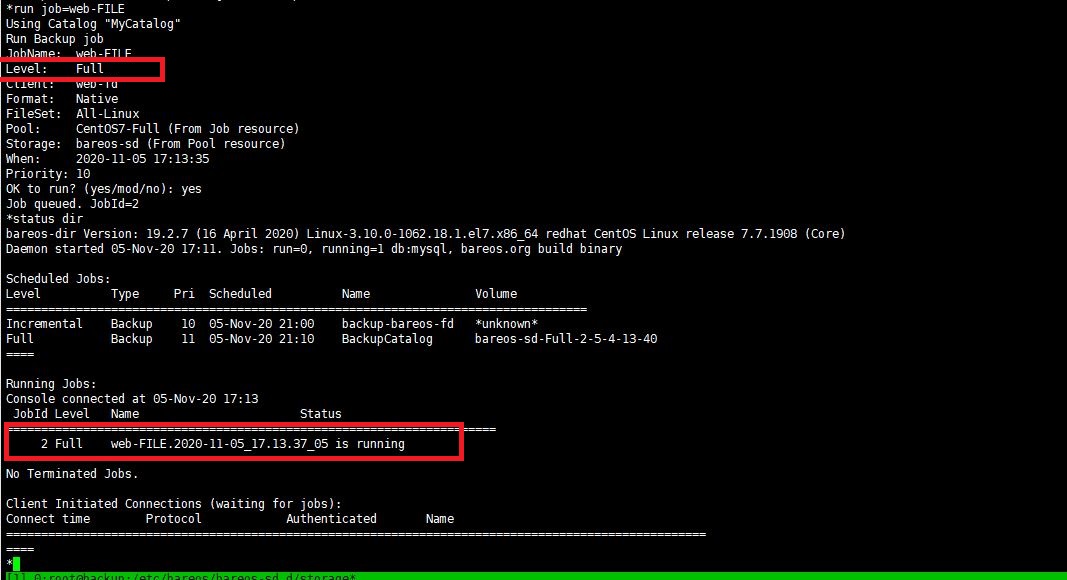 *run job=web-FILE
Using Catalog "MyCatalog"
Run Backup job
JobName:  web-FILE
Level:    Full
Client:   web-fd
Format:   Native
FileSet:  All-Linux
Pool:     CentOS7-Full (From Job resource)
Storage:  bareos-sd (From Pool resource)
When:     2020-11-05 17:13:35
Priority: 10
OK to run? (yes/mod/no): yes
Job queued. JobId=2
*status dir
bareos-dir Version: 19.2.7 (16 April 2020) Linux-3.10.0-1062.18.1.el7.x86_64 redhat CentOS Linux release 7.7.1908 (Core)
Daemon started 05-Nov-20 17:11. Jobs: run=0, running=1 db:mysql, bareos.org build binary
Scheduled Jobs:
Level          Type     Pri  Scheduled          Name               Volume
===================================================================================
Incremental    Backup    10  05-Nov-20 21:00    backup-bareos-fd   *unknown*
Full           Backup    11  05-Nov-20 21:10    BackupCatalog      bareos-sd-Full-2-5-4-13-40
====
Running Jobs:
Console connected at 05-Nov-20 17:13
 JobId Level   Name                       Status
======================================================================
     2 Full    web-FILE.2020-11-05_17.13.37_05 is running
No Terminated Jobs.
Client Initiated Connections (waiting for jobs):
Connect time        Protocol            Authenticated       Name
====================================================================================================
====
*
[1] 0:root@backup:/etc/bareos/bareos-sd.d/storage*